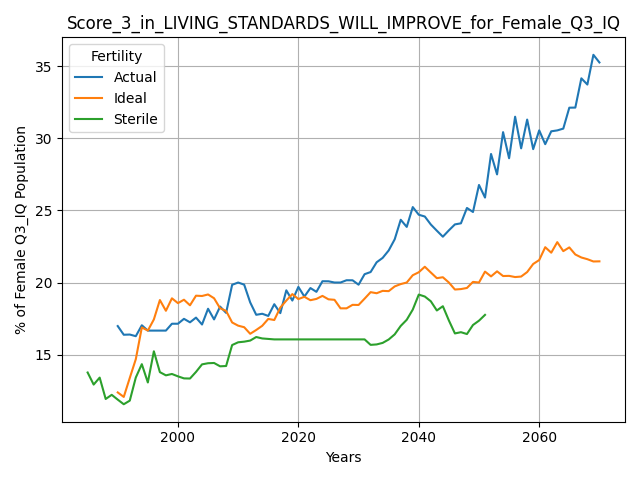 Score_3_in_LIVING_STANDARDS_WILL_IMPROVE_for_Female_Q3_IQ
Fertility
Actual
Ideal
Sterile
% of Female Q3_IQ Population
35
30
25
20
15
2000
2020
2040
2060
Years